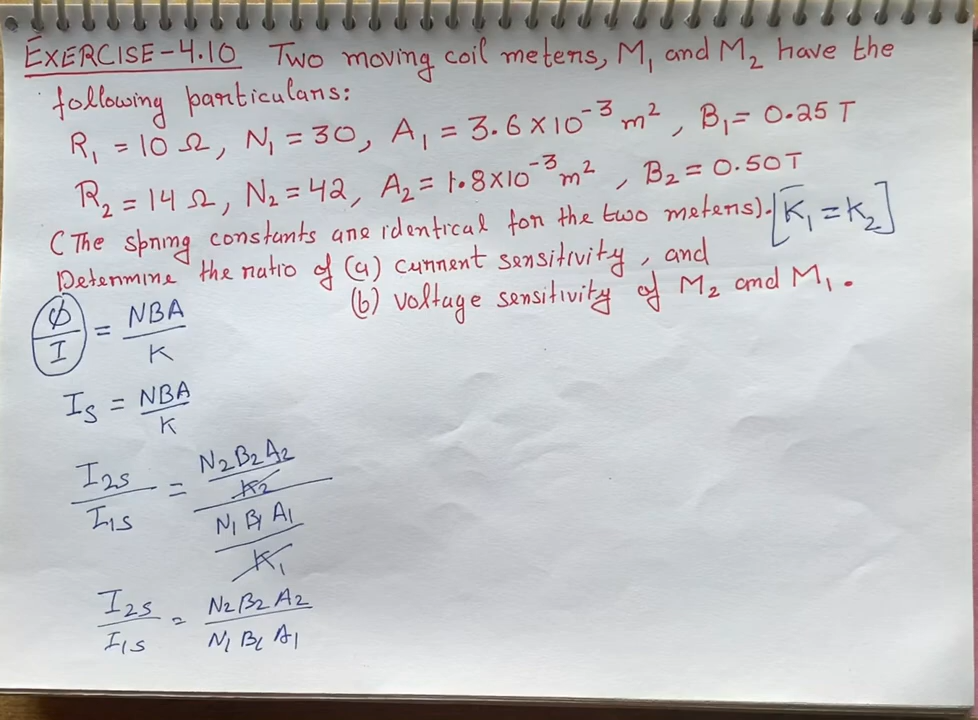 EXERCISE-4.10 Two moving coil meters, M₁ and M₂ have the
following particulars:
R₁ = 10 Ω, N₁ = 30, A₁ = 3.6×10⁻³ m², B₁ = 0.25 T
R₂ = 14 Ω, N₂ = 42, A₂ = 1.8×10⁻³ m², B₂ = 0.50 T
(The spring constants are identical for the two meters). [K₁ = K₂]
Determine the ratio of (a) current sensitivity, and
(b) voltage sensitivity of M₂ and M₁.
Φ/I = NBA/K
I_S = NBA/K
I₂S/I₁S = (N₂B₂A₂/K₂)/(N₁B₁A₁/K₁)
I₂S/I₁S = N₂B₂A₂/N₁B₁A₁